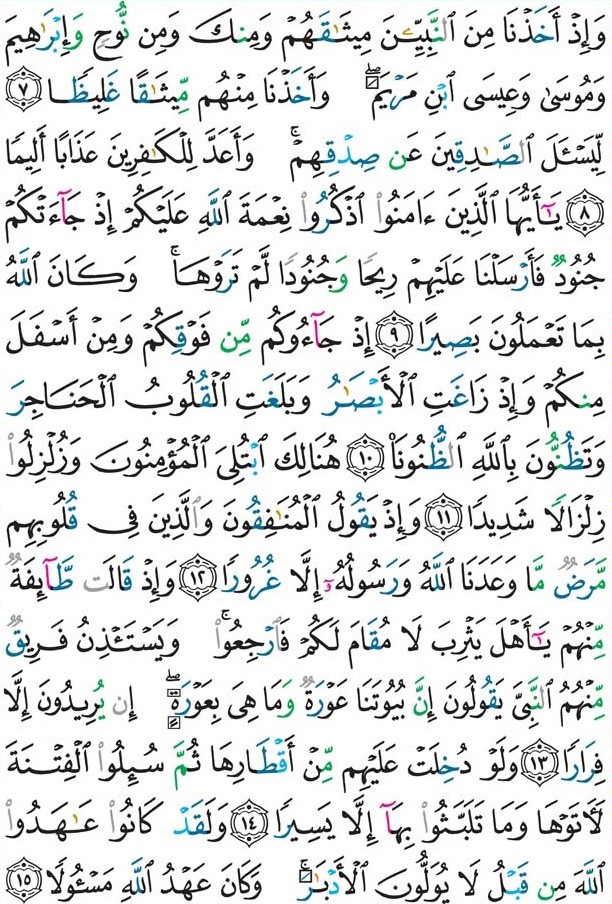 وَإِذْ أَخَذْنَا مِنَ ٱلنَّبِيِّـۧنَ مِيثَـٰقَهُمْ وَمِنكَ وَمِن نُّوحٍ وَإِبْرَٰهِيمَ
وَمُوسَىٰ وَعِيسَى ٱبْنِ مَرْيَمَ ۖ وَأَخَذْنَا مِنْهُم مِّيثَـٰقًا غَلِيظًا ٧
لِّيَسْـَٔلَ ٱلصَّـٰدِقِينَ عَن صِدْقِهِمْ ۚ وَأَعَدَّ لِلْكَـٰفِرِينَ عَذَابًا أَلِيمًا
٨ يَـٰٓأَيُّهَا ٱلَّذِينَ ءَامَنُوا۟ ٱذْكُرُوا۟ نِعْمَةَ ٱللَّهِ عَلَيْكُمْ إِذْ جَآءَتْكُمْ
جُنُودٌ فَأَرْسَلْنَا عَلَيْهِمْ رِيحًا وَجُنُودًا لَّمْ تَرَوْهَا ۚ وَكَانَ ٱللَّهُ
بِمَا تَعْمَلُونَ بَصِيرًا ٩ إِذْ جَآءُوكُم مِّن فَوْقِكُمْ وَمِنْ أَسْفَلَ
مِنكُمْ وَإِذْ زَاغَتِ ٱلْأَبْصَـٰرُ وَبَلَغَتِ ٱلْقُلُوبُ ٱلْحَنَاجِرَ
وَتَظُنُّونَ بِٱللَّهِ ٱلظُّنُونَا۠ ١٠ هُنَالِكَ ٱبْتُلِىَ ٱلْمُؤْمِنُونَ وَزُلْزِلُوا۟
زِلْزَالًا شَدِيدًا ١١ وَإِذْ يَقُولُ ٱلْمُنَـٰفِقُونَ وَٱلَّذِينَ فِى قُلُوبِهِم
مَّرَضٌ مَّا وَعَدَنَا ٱللَّهُ وَرَسُولُهُۥٓ إِلَّا غُرُورًا ١٢ وَإِذْ قَالَت طَّآئِفَةٌ
مِّنْهُمْ يَـٰٓأَهْلَ يَثْرِبَ لَا مُقَامَ لَكُمْ فَٱرْجِعُوا۟ ۚ وَيَسْتَـْٔذِنُ فَرِيقٌ
مِّنْهُمُ ٱلنَّبِىَّ يَقُولُونَ إِنَّ بُيُوتَنَا عَوْرَةٌ وَمَا هِىَ بِعَوْرَةٍ ۖ إِن يُرِيدُونَ إِلَّا
فِرَارًا ١٣ وَلَوْ دُخِلَتْ عَلَيْهِم مِّنْ أَقْطَارِهَا ثُمَّ سُئِلُوا۟ ٱلْفِتْنَةَ
لَـَٔاتَوْهَا وَمَا تَلَبَّثُوا۟ بِهَآ إِلَّا يَسِيرًا ١٤ وَلَقَدْ كَانُوا۟ عَـٰهَدُوا۟
ٱللَّهَ مِن قَبْلُ لَا يُوَلُّونَ ٱلْأَدْبَـٰرَ ۚ وَكَانَ عَهْدُ ٱللَّهِ مَسْـُٔولًا ١٥